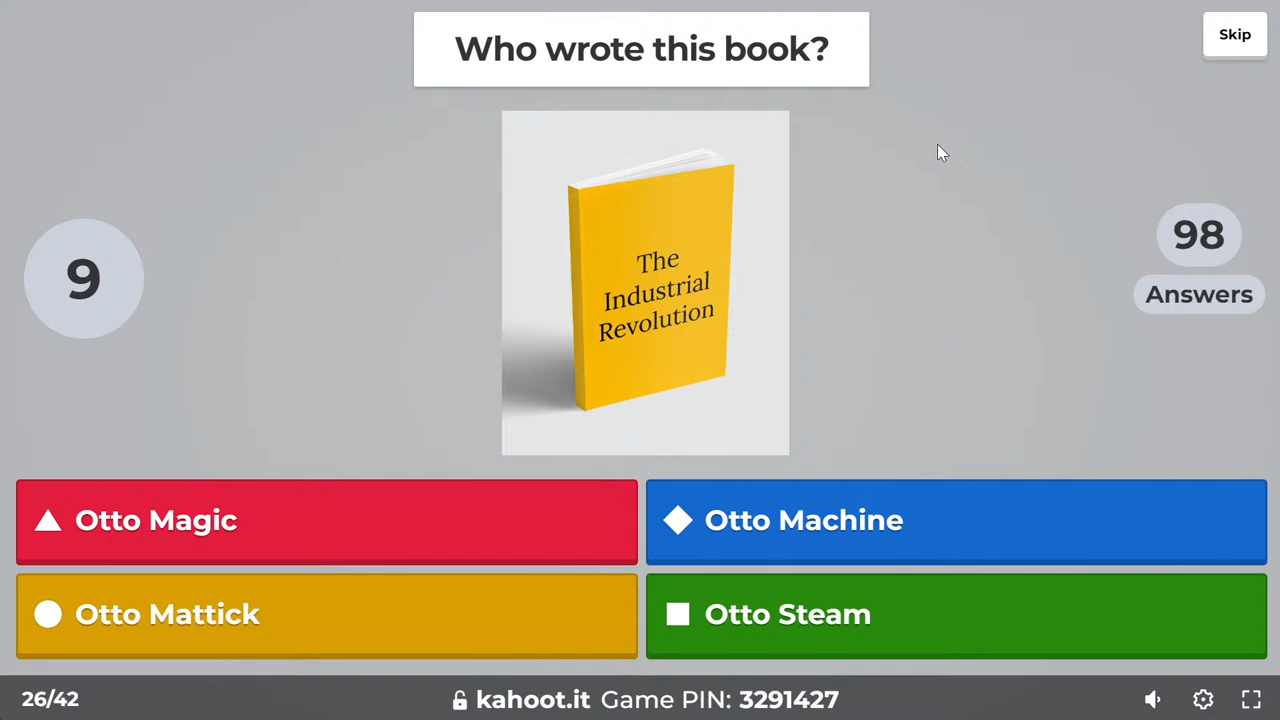 Who wrote this book?
Skip
The
Industrial
Revolution
9
98
Answers
Otto Magic
Otto Machine
Otto Mattick
Otto Steam
26/42
kahoot.it Game PIN: 3291427